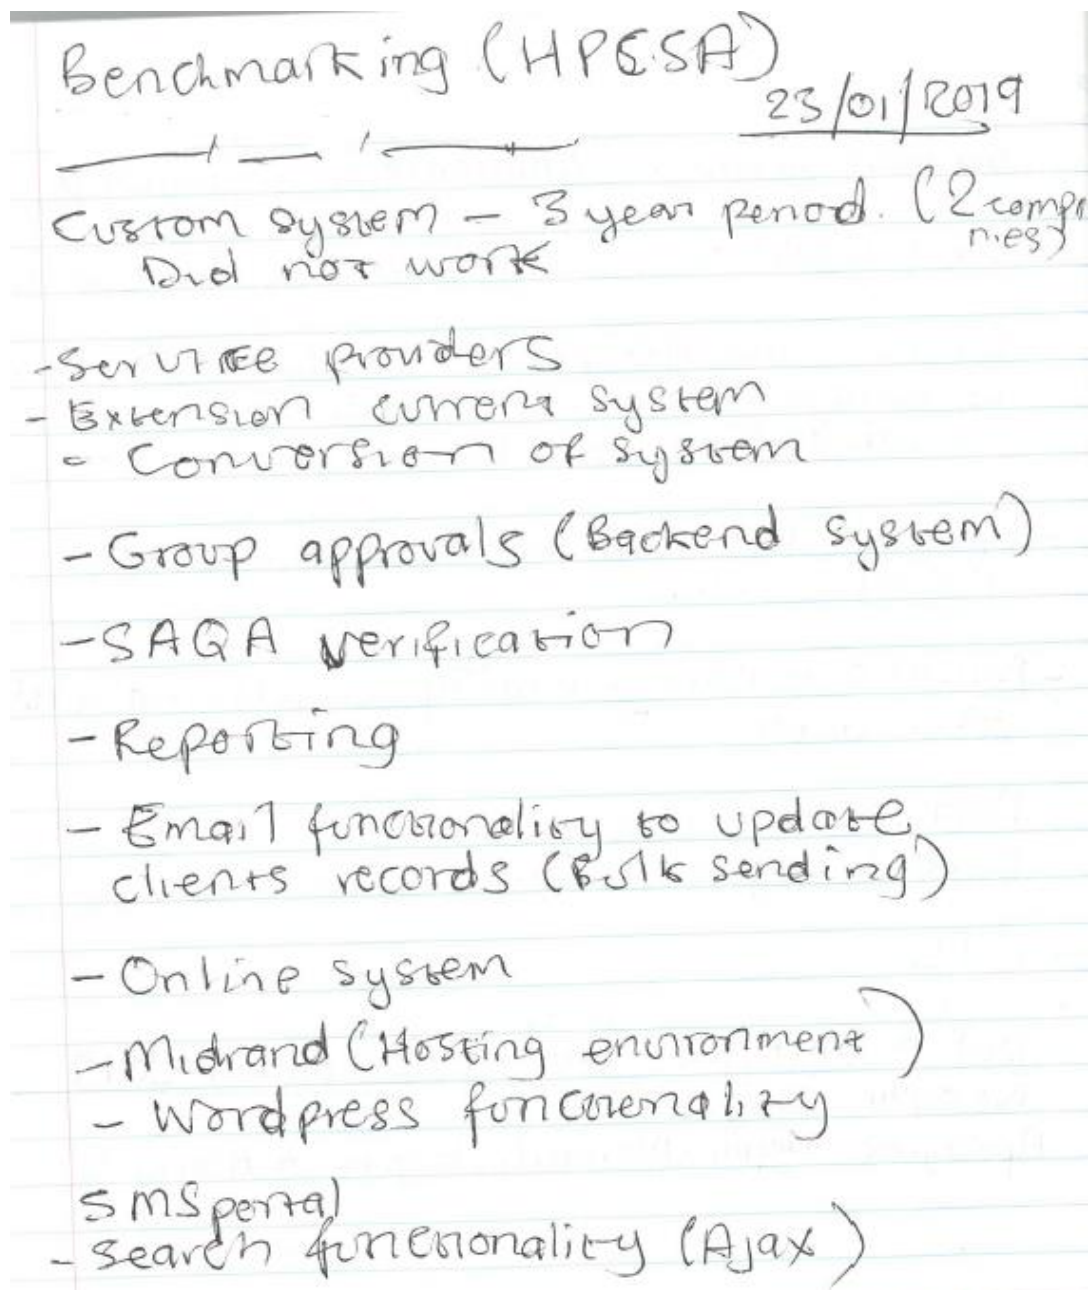 Benchmarking (HPCSA)
23/01/2019
Custom system - 3 year period. (2 compa
nies)
Did not work
- Service providers
- Extension current system
- Conversion of system
- Group approvals (Backend system)
- SAQA verification
- Reporting
- Email functionality to update
clients records (Bulk sending)
- Online system
- Midrand (Hosting environment)
- Wordpress functionality
SMS portal
- Search functionality (Ajax)